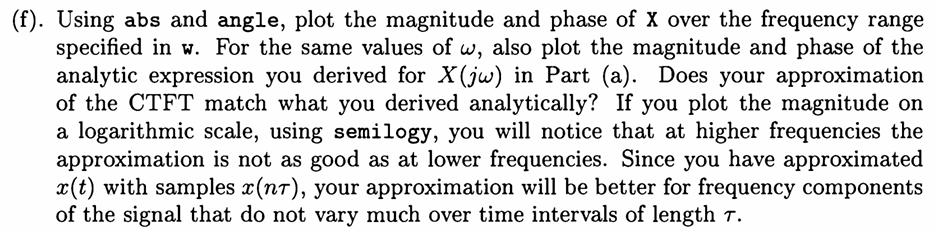 (f). Using abs and angle, plot the magnitude and phase of X over the frequency range
specified in w. For the same values of ω, also plot the magnitude and phase of the
analytic expression you derived for X(jω) in Part (a). Does your approximation
of the CTFT match what you derived analytically? If you plot the magnitude on
a logarithmic scale, using semilogy, you will notice that at higher frequencies the
approximation is not as good as at lower frequencies. Since you have approximated
x(t) with samples x(nτ), your approximation will be better for frequency components
of the signal that do not vary much over time intervals of length τ.